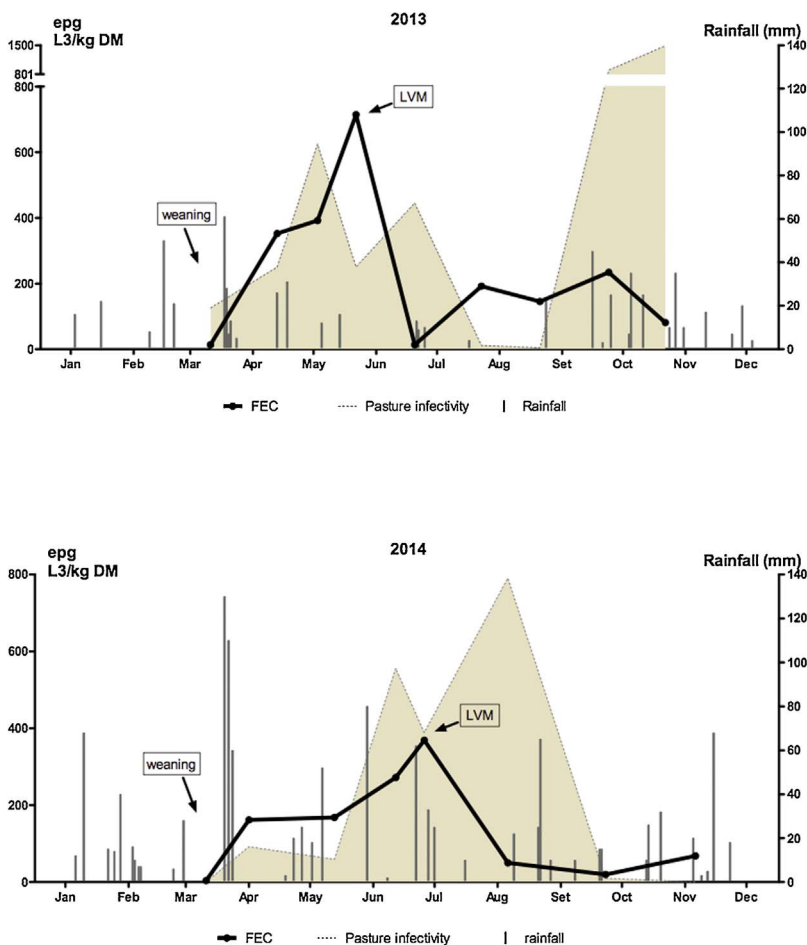 epg
L3/kg DM
2013
Rainfall (mm)
1500
801
800
600
400
200
0
140
120
100
80
60
40
20
0
LVM
weaning
Jan Feb Mar Apr May Jun Jul Aug Set Oct Nov Dec
FEC Pasture infectivity Rainfall
epg
L3/kg DM
2014
Rainfall (mm)
800
600
400
200
0
140
120
100
80
60
40
20
0
LVM
weaning
Jan Feb Mar Apr May Jun Jul Aug Set Oct Nov Dec
FEC Pasture infectivity rainfall